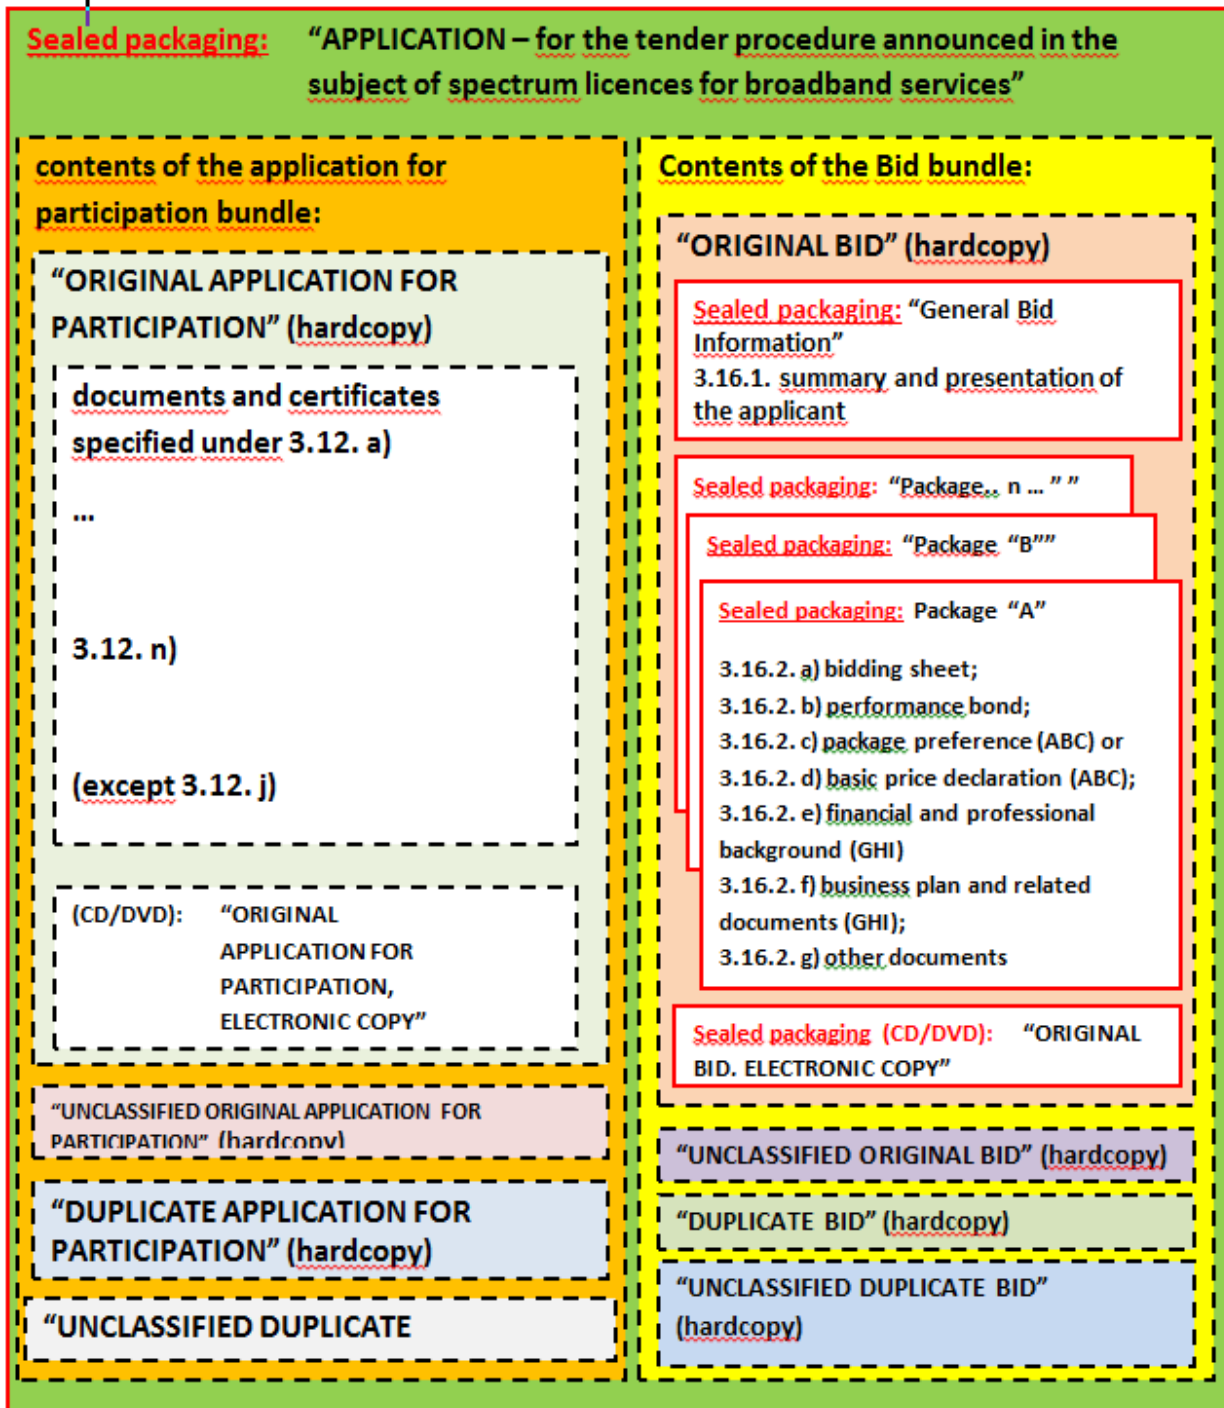 Sealed packaging: “APPLICATION – for the tender procedure announced in the
subject of spectrum licences for broadband services”
contents of the application for
participation bundle:
“ORIGINAL APPLICATION FOR
PARTICIPATION” (hardcopy)
documents and certificates
specified under 3.12. a)
...
3.12. n)
(except 3.12. j)
(CD/DVD): “ORIGINAL
APPLICATION FOR
PARTICIPATION,
ELECTRONIC COPY”
“UNCLASSIFIED ORIGINAL APPLICATION FOR
PARTICIPATION” (hardcopy)
“DUPLICATE APPLICATION FOR
PARTICIPATION” (hardcopy)
“UNCLASSIFIED DUPLICATE
Contents of the Bid bundle:
“ORIGINAL BID” (hardcopy)
Sealed packaging: “General Bid
Information”
3.16.1. summary and presentation of
the applicant
Sealed packaging: “Package.. n ... ” ”
Sealed packaging: “Package “B””
Sealed packaging: Package “A”
3.16.2. a) bidding sheet;
3.16.2. b) performance bond;
3.16.2. c) package preference (ABC) or
3.16.2. d) basic price declaration (ABC);
3.16.2. e) financial and professional
background (GHI)
3.16.2. f) business plan and related
documents (GHI);
3.16.2. g) other documents
Sealed packaging (CD/DVD): “ORIGINAL
BID. ELECTRONIC COPY”
“UNCLASSIFIED ORIGINAL BID” (hardcopy)
“DUPLICATE BID” (hardcopy)
“UNCLASSIFIED DUPLICATE BID”
(hardcopy)